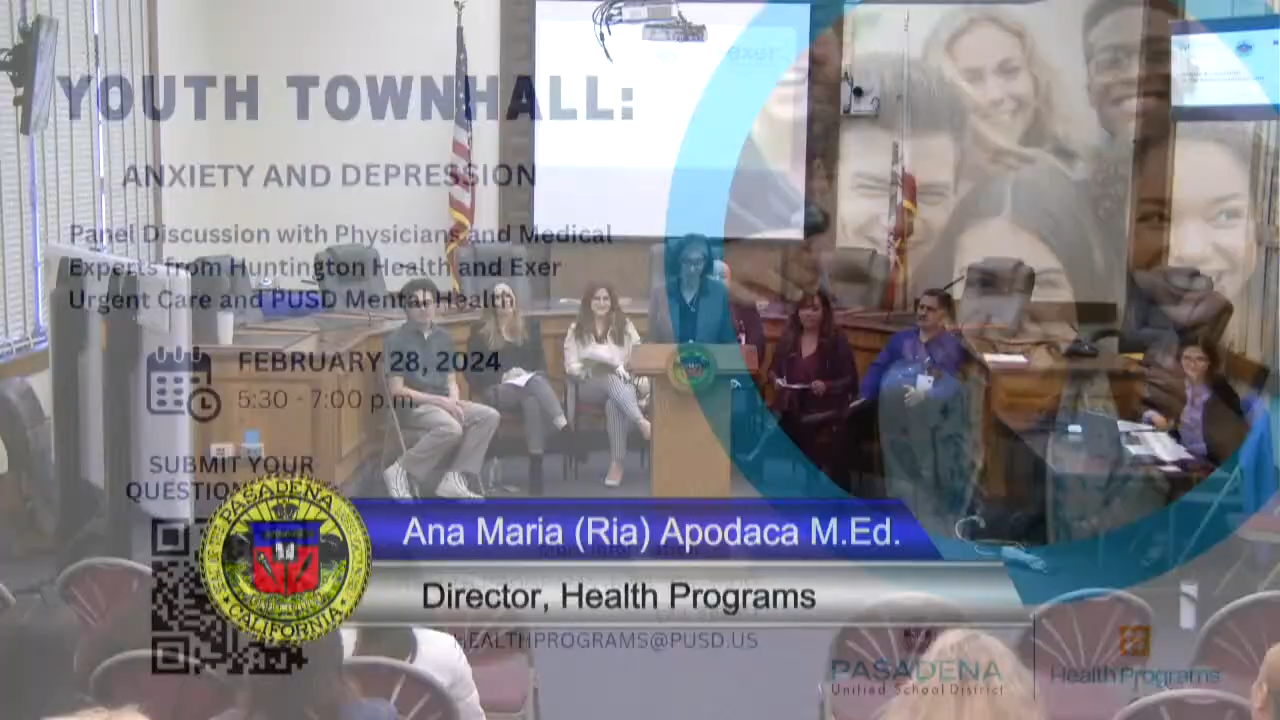 YOUTH TOWNHALL:
ANXIETY AND DEPRESSION
Panel Discussion with Physicians and Medical
Experts from Huntington Health and Exer
Urgent Care and PUSD Mental Health
FEBRUARY 28, 2024
5:30 - 7:00 p.m.
SUBMIT YOUR
QUESTION
PASADENA
CALIFORNIA
Ana Maria (Ria) Apodaca M.Ed.
Director, Health Programs
HEALTHPROGRAMS@PUSD.US
PASADENA
Unified School District
Health Programs
exer